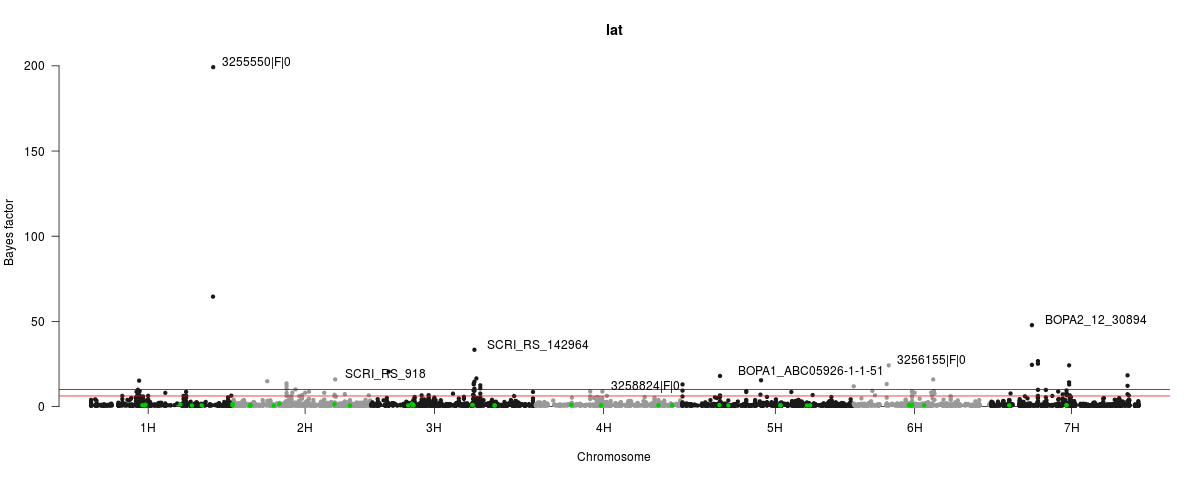 lat
200
150
100
50
0
Bayes factor
3255550|F|0
SCRI_RS_918
SCRI_RS_142964
3258824|F|0
BOPA1_ABC05926-1-1-51
3256155|F|0
BOPA2_12_30894
1H 2H 3H 4H 5H 6H 7H
Chromosome